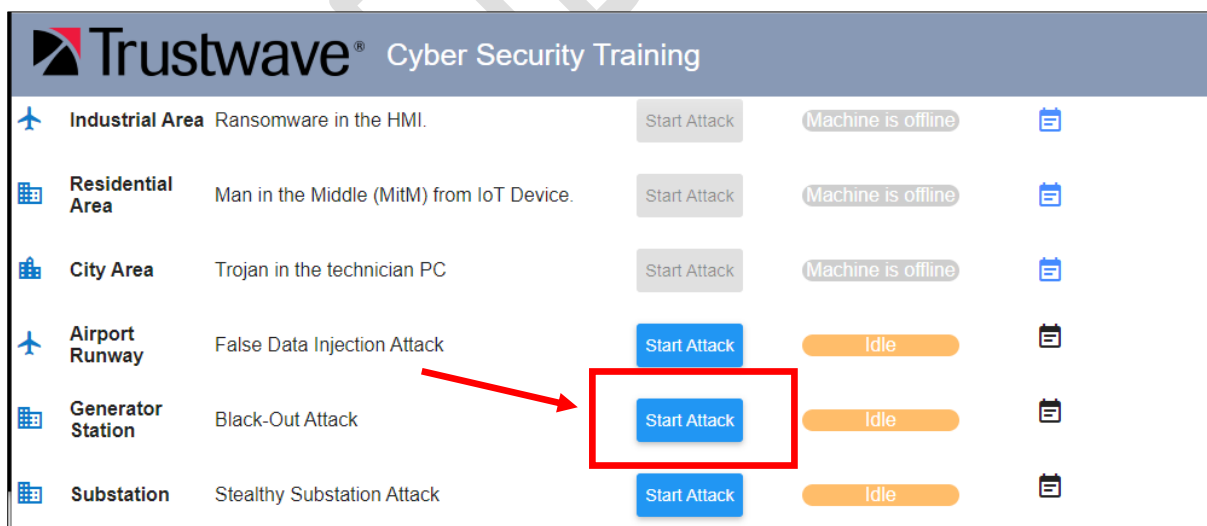 Trustwave® Cyber Security Training
Industrial Area Ransomware in the HMI. Start Attack Machine is offline
Residential
Area
Man in the Middle (MitM) from IoT Device. Start Attack Machine is offline
City Area Trojan in the technician PC Start Attack Machine is offline
Airport
Runway
False Data Injection Attack Start Attack Idle
Generator
Station
Black-Out Attack Start Attack Idle
Substation Stealthy Substation Attack Start Attack Idle